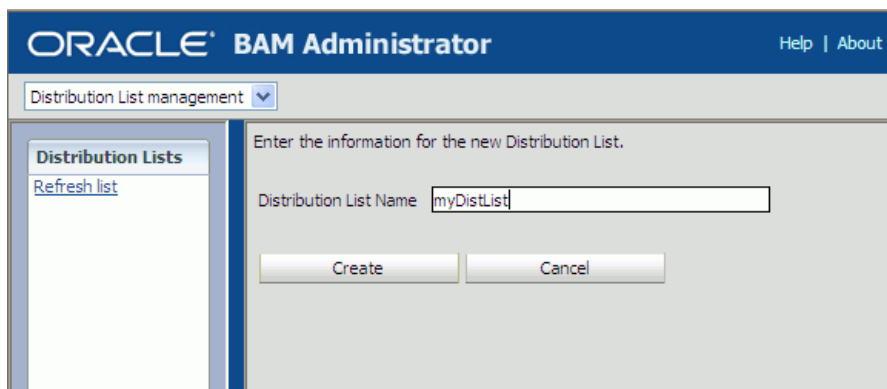 ORACLE BAM Administrator
Help | About
Distribution List management
Distribution Lists
Refresh list
Enter the information for the new Distribution List.
Distribution List Name myDistList
Create Cancel